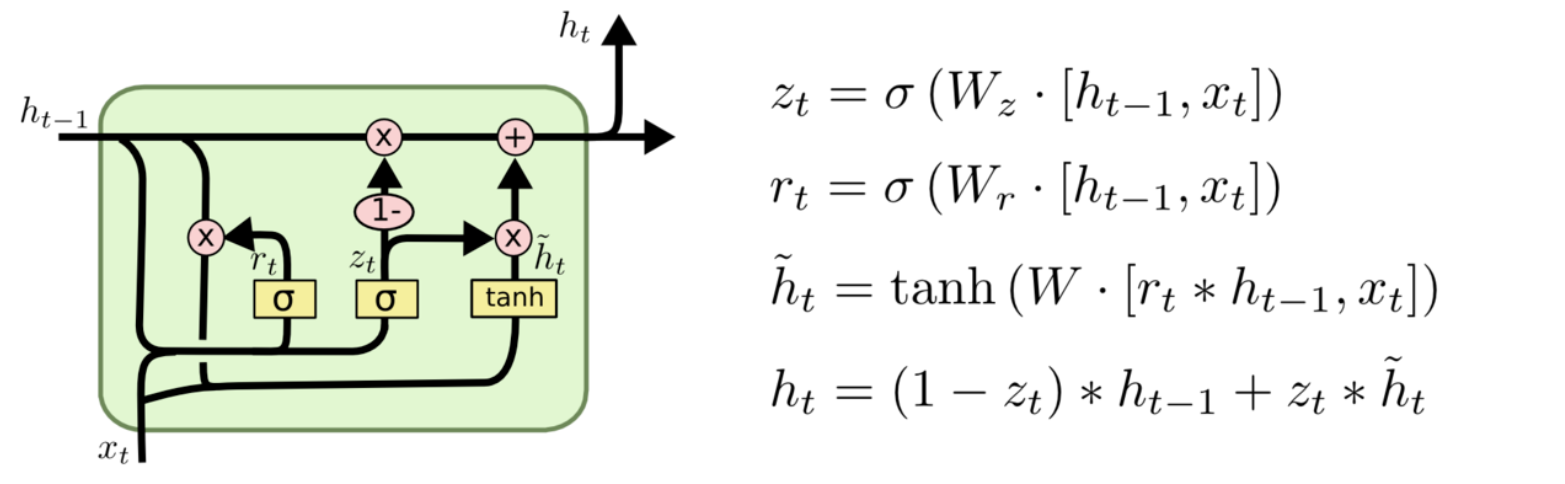 h_t
h_{t-1}
x
+
1-
x
r_t
z_t
x
h̃_t
σ
σ
tanh
x_t
z_t = σ (W_z · [h_{t-1}, x_t])
r_t = σ (W_r · [h_{t-1}, x_t])
h̃_t = tanh (W · [r_t * h_{t-1}, x_t])
h_t = (1 − z_t) * h_{t-1} + z_t * h̃_t